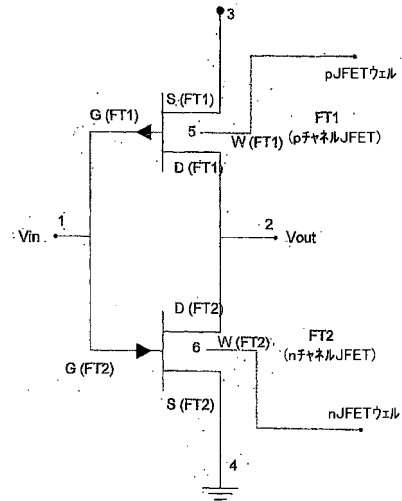 3
pJFETウェル
S (FT1)
G (FT1)
5
W (FT1)
FT1
(pチャネルJFET)
D (FT1)
1
Vin
2
Vout
D (FT2)
6
W (FT2)
FT2
(nチャネルJFET)
G (FT2)
S (FT2)
nJFETウェル
4